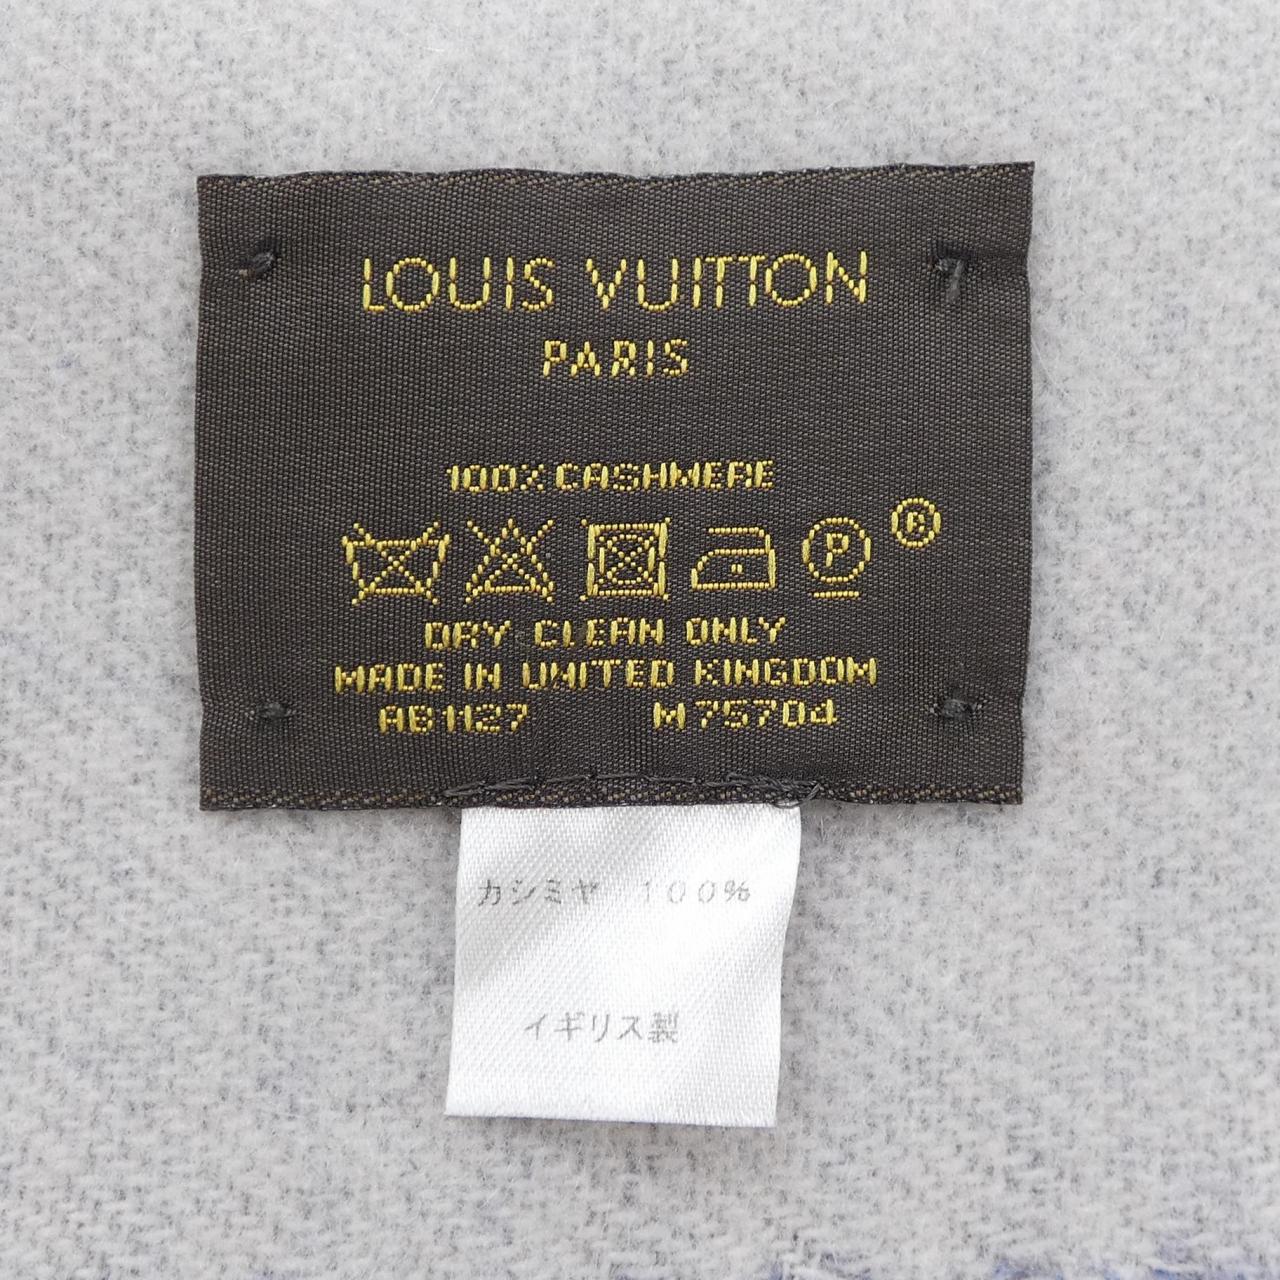 LOUIS VUITTON
PARIS
100% CASHMERE
P ®
DRY CLEAN ONLY
MADE IN UNITED KINGDOM
AB1127 M75704
カシミヤ 100%
イギリス製